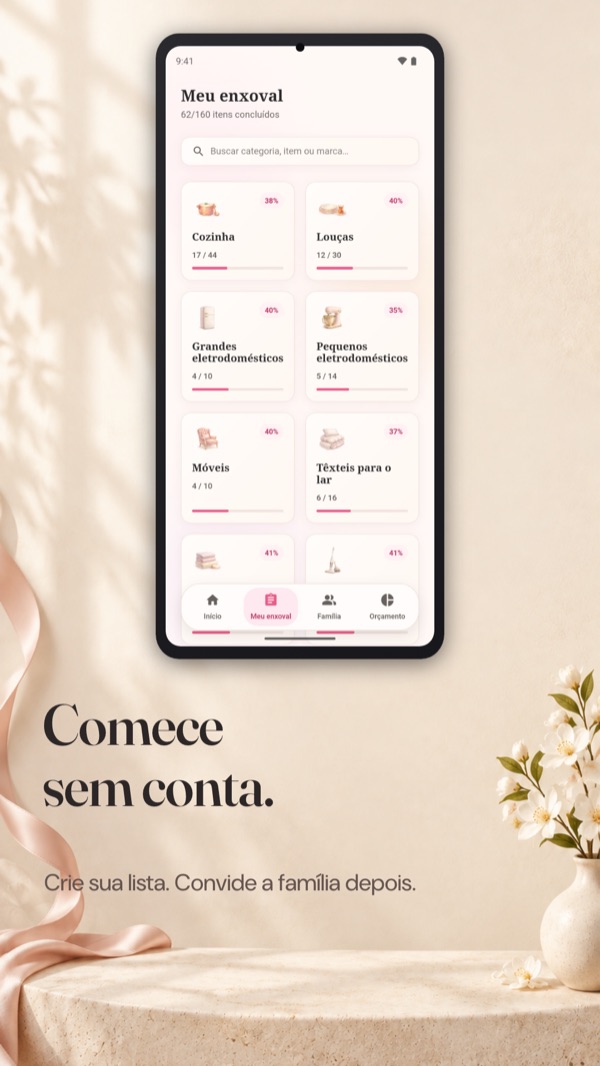 9:41
Meu enxoval
62/160 itens concluídos
Buscar categoria, item ou marca...
38%
Cozinha
17 / 44
40%
Louças
12 / 30
40%
Grandes
eletrodomésticos
4 / 10
35%
Pequenos
eletrodomésticos
5 / 14
40%
Móveis
4 / 10
37%
Têxteis para o
lar
6 / 16
41%
41%
Início
Meu enxoval
Família
Orçamento
Comece
sem conta.
Crie sua lista. Convide a família depois.